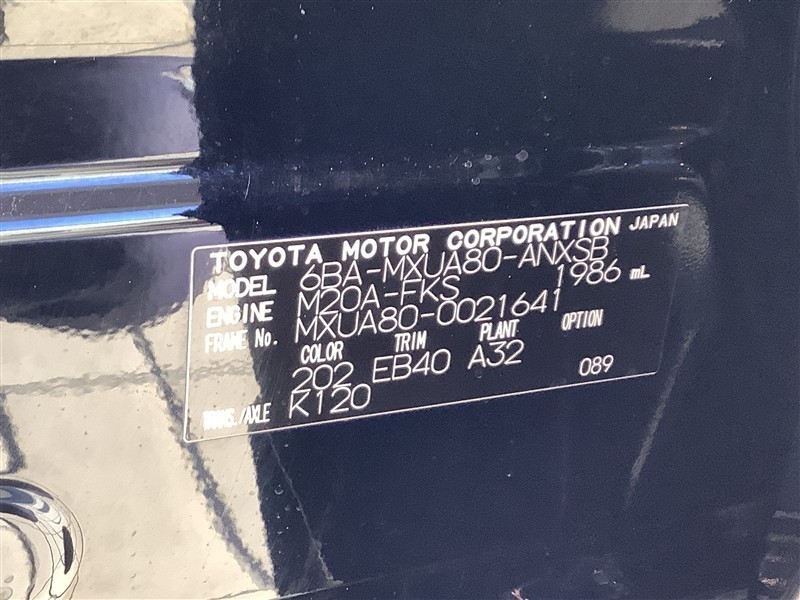 TOYOTA MOTOR CORPORATION JAPAN
MODEL 6BA-MXUA80-ANXSB
ENGINE M20A-FKS 1986 mL
FRAME No. MXUA80-0021641
COLOR TRIM PLANT OPTION
202 EB40 A32 089
TRANS./AXLE K120